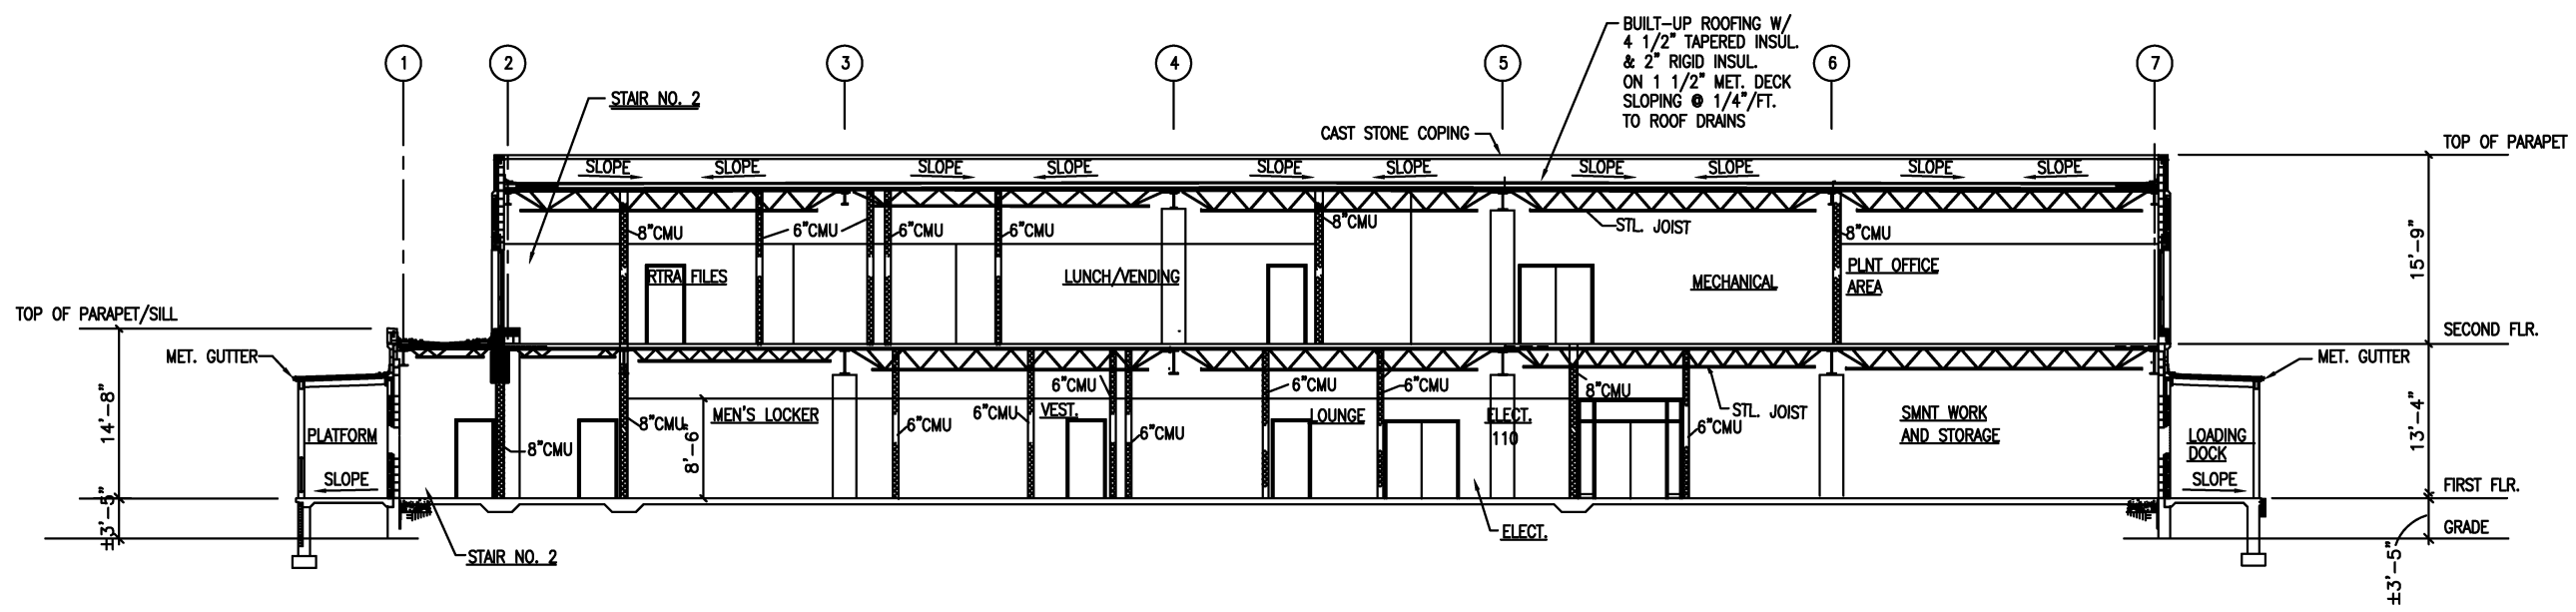 BUILT-UP ROOFING W/
4 1/2" TAPERED INSUL.
& 2" RIGID INSUL.
ON 1 1/2" MET. DECK
SLOPING @ 1/4"/FT.
TO ROOF DRAINS
1
2
3
4
5
6
7
STAIR NO. 2
CAST STONE COPING
TOP OF PARAPET
SLOPE SLOPE SLOPE SLOPE SLOPE SLOPE SLOPE SLOPE SLOPE SLOPE
8"CMU
6"CMU
6"CMU
6"CMU
8"CMU
STL. JOIST
8"CMU
15'-9"
RTRA FILES
LUNCH/VENDING
MECHANICAL
PLNT OFFICE
AREA
TOP OF PARAPET/SILL
SECOND FLR.
MET. GUTTER
MET. GUTTER
14'-8"
6"CMU
6"CMU
6"CMU
8"CMU
PLATFORM
8"CMU
8"CMU
MEN'S LOCKER
8'-6"
6"CMU
6"CMU
VEST.
6"CMU
LOUNGE
ELECT.
110
STL. JOIST
6"CMU
SMNT WORK
AND STORAGE
LOADING
DOCK
13'-4"
SLOPE
SLOPE
FIRST FLR.
±3'-5"
GRADE
ELECT.
STAIR NO. 2
±3'-5"